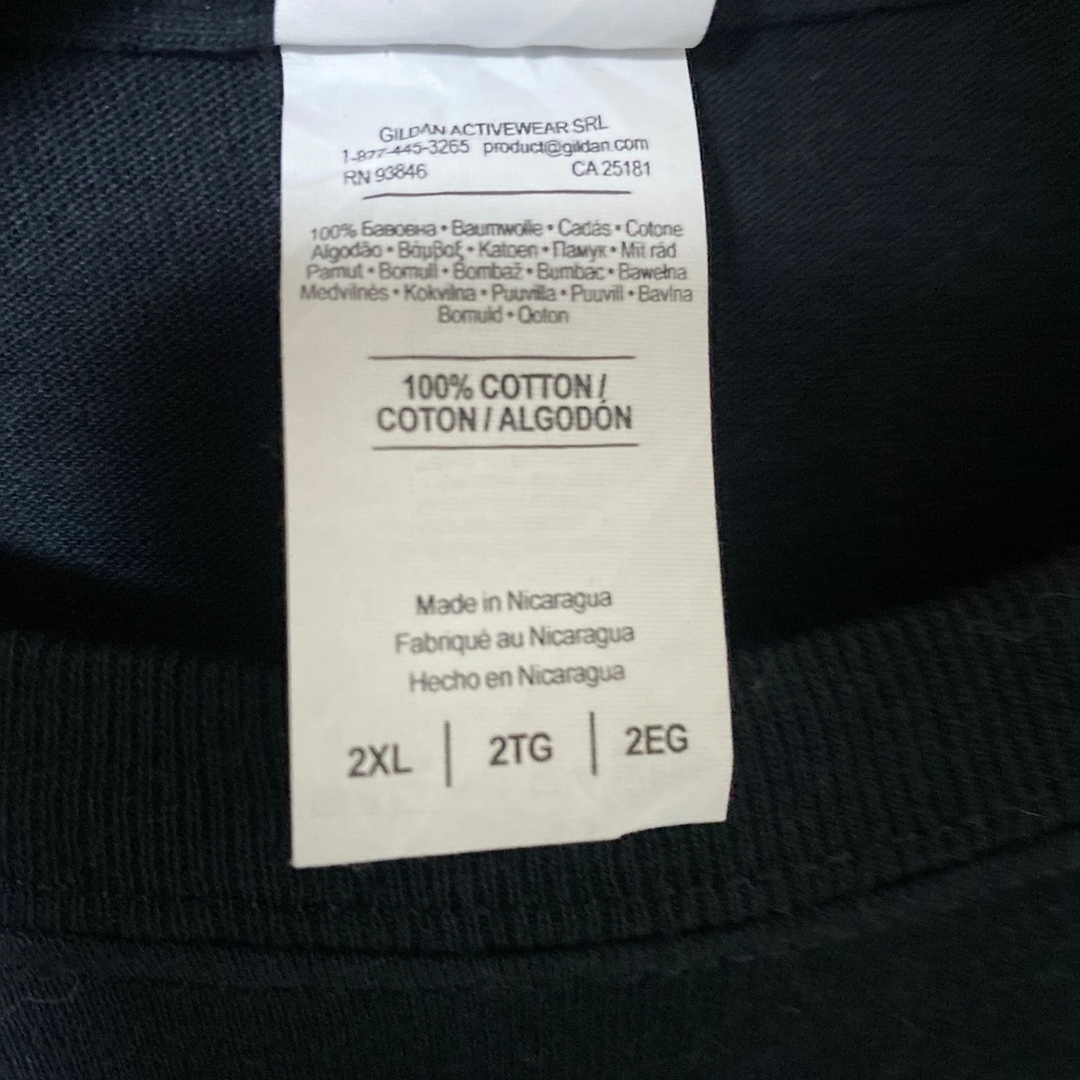 GILDAN ACTIVEWEAR SRL
1-877-445-3265 product@gildan.com
RN 93846 CA 25181
100% Бавовна • Baumwolle • Cadás • Cotone
Algodão • Βάμβαξ • Katoen • Памук • Mit rád
Pamut • Bomull • Bombaž • Bumbac • Bawełna
Medvilnės • Kokvilna • Puuvilla • Puuvill • Bavlna
Bomuld • Qoton
100% COTTON /
COTON / ALGODÓN
Made in Nicaragua
Fabriqué au Nicaragua
Hecho en Nicaragua
2XL | 2TG | 2EG